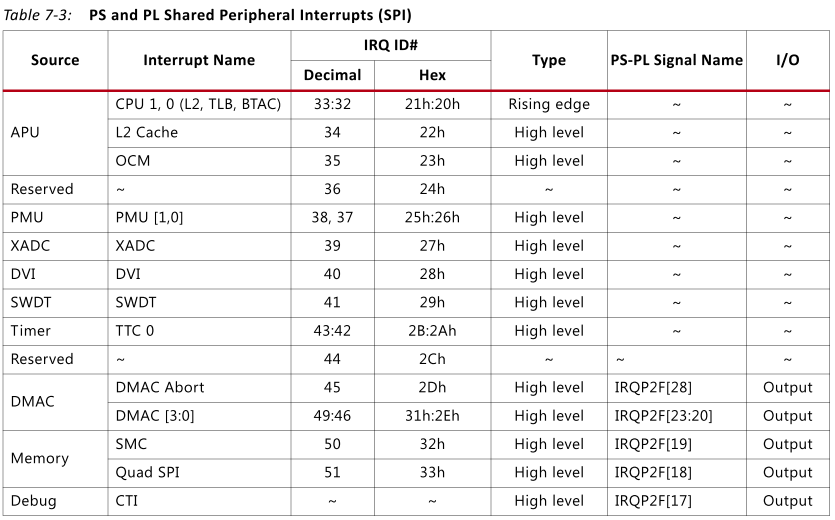 Table 7-3: PS and PL Shared Peripheral Interrupts (SPI)
Source Interrupt Name IRQ ID# Type PS-PL Signal Name I/O
Decimal Hex
APU CPU 1, 0 (L2, TLB, BTAC) 33:32 21h:20h Rising edge ~ ~
L2 Cache 34 22h High level ~ ~
OCM 35 23h High level ~ ~
Reserved ~ 36 24h ~ ~ ~
PMU PMU [1,0] 38, 37 25h:26h High level ~ ~
XADC XADC 39 27h High level ~ ~
DVI DVI 40 28h High level ~ ~
SWDT SWDT 41 29h High level ~ ~
Timer TTC 0 43:42 2B:2Ah High level ~ ~
Reserved ~ 44 2Ch ~ ~ ~
DMAC DMAC Abort 45 2Dh High level IRQP2F[28] Output
DMAC [3:0] 49:46 31h:2Eh High level IRQP2F[23:20] Output
Memory SMC 50 32h High level IRQP2F[19] Output
Quad SPI 51 33h High level IRQP2F[18] Output
Debug CTI ~ ~ High level IRQP2F[17] Output